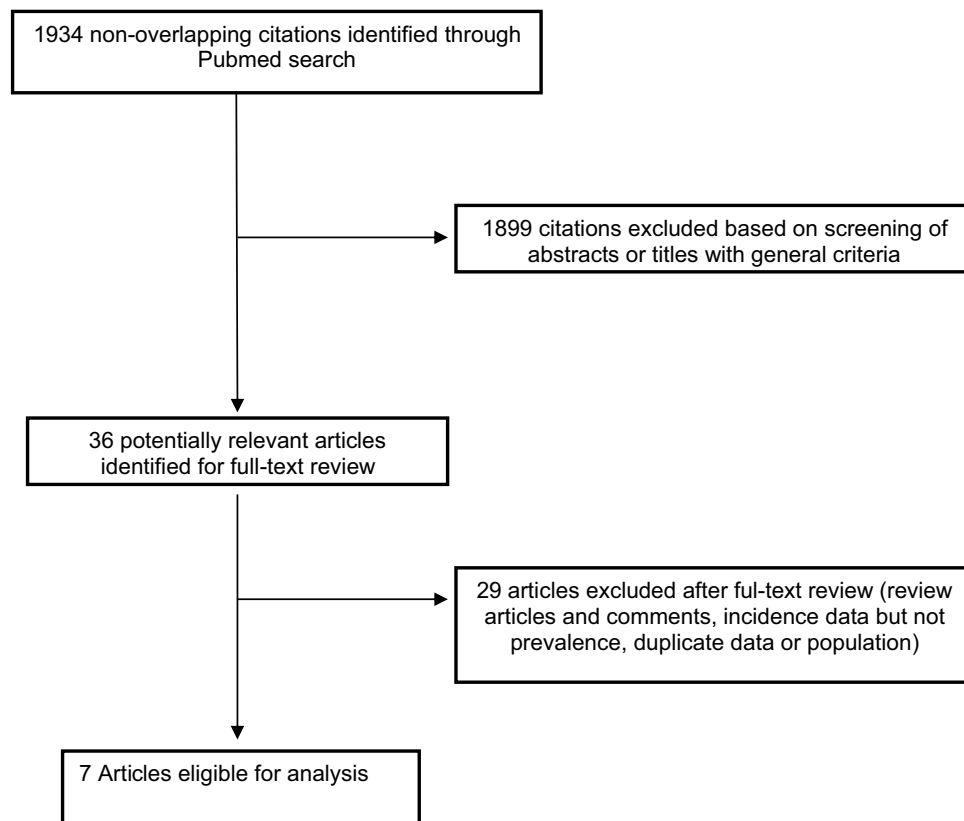 1934 non-overlapping citations identified through
Pubmed search
1899 citations excluded based on screening of
abstracts or titles with general criteria
36 potentially relevant articles
identified for full-text review
29 articles excluded after ful-text review (review
articles and comments, incidence data but not
prevalence, duplicate data or population)
7 Articles eligible for analysis